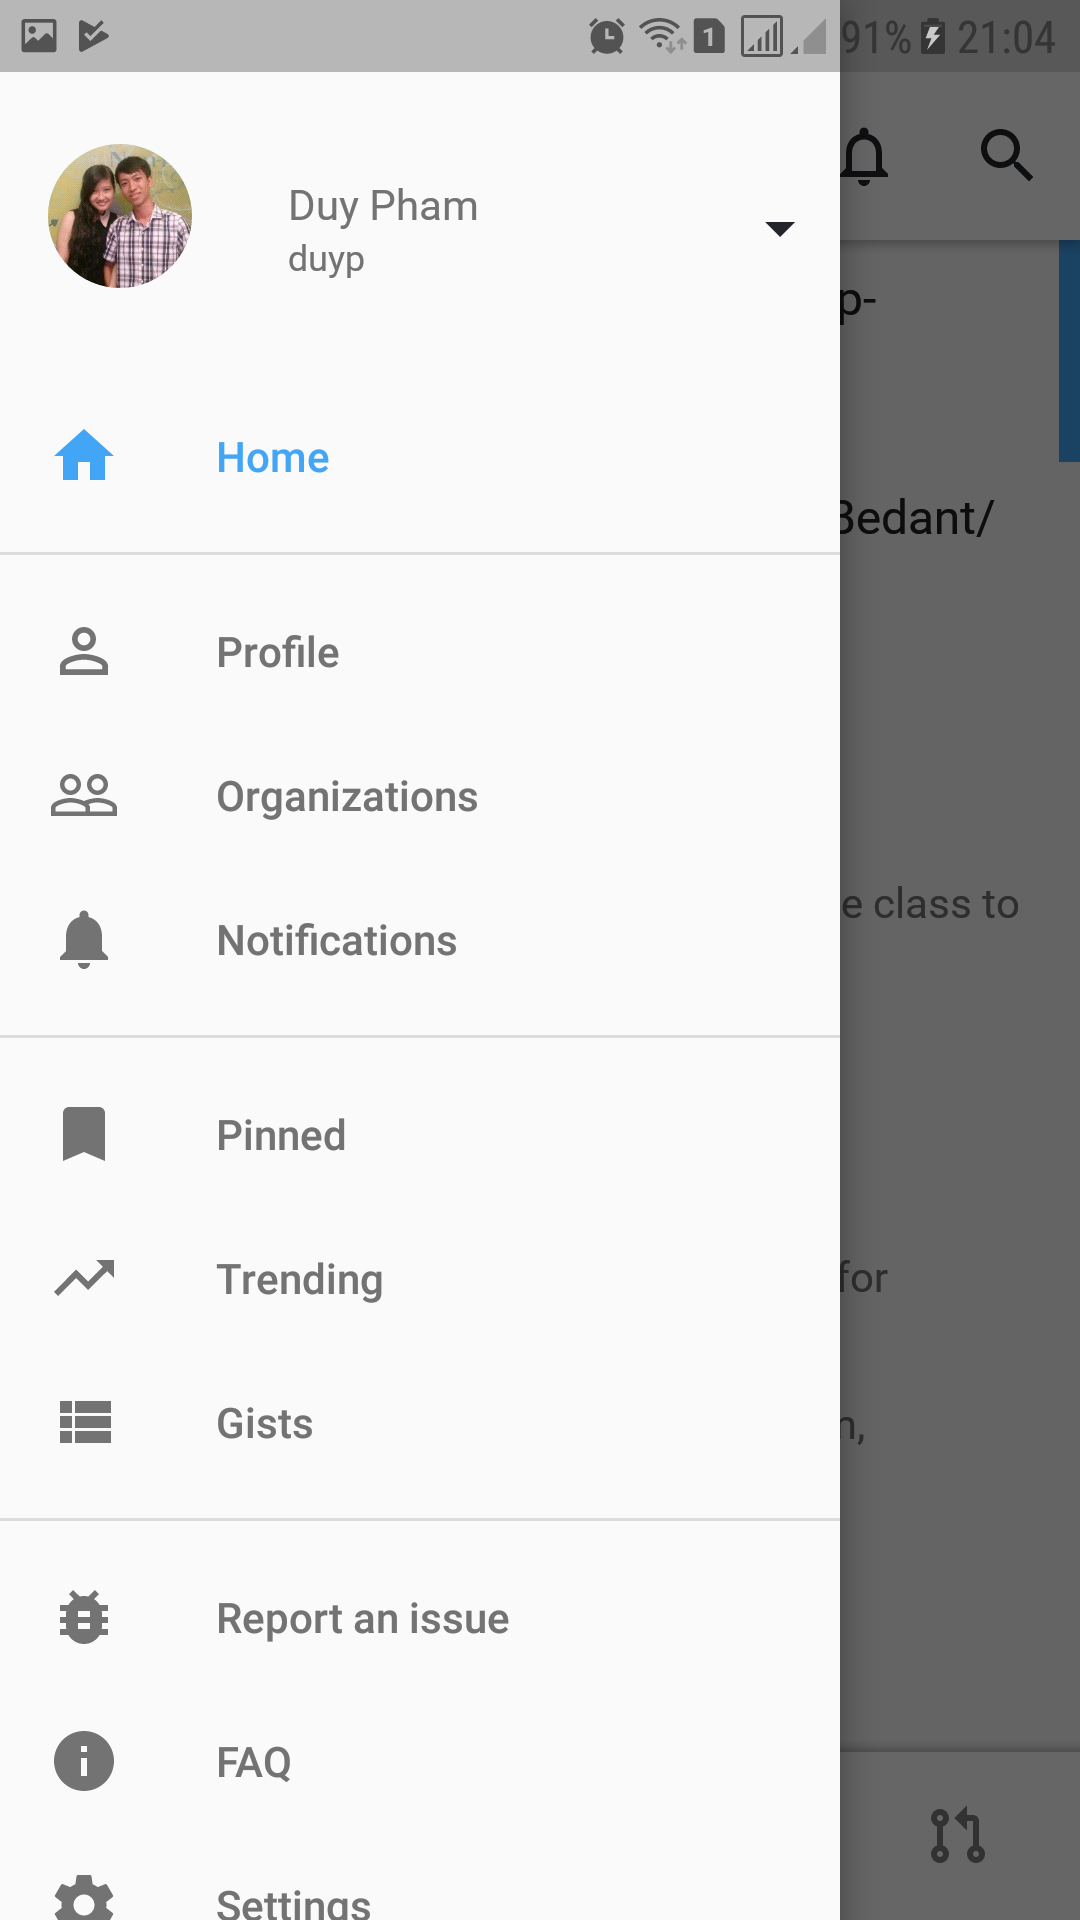 1 91% 21:04
Duy Pham
duyp
p-
Home
Bedant/
Profile
Organizations
e class to
Notifications
Pinned
for
Trending
Gists
n,
Report an issue
FAQ
Settings